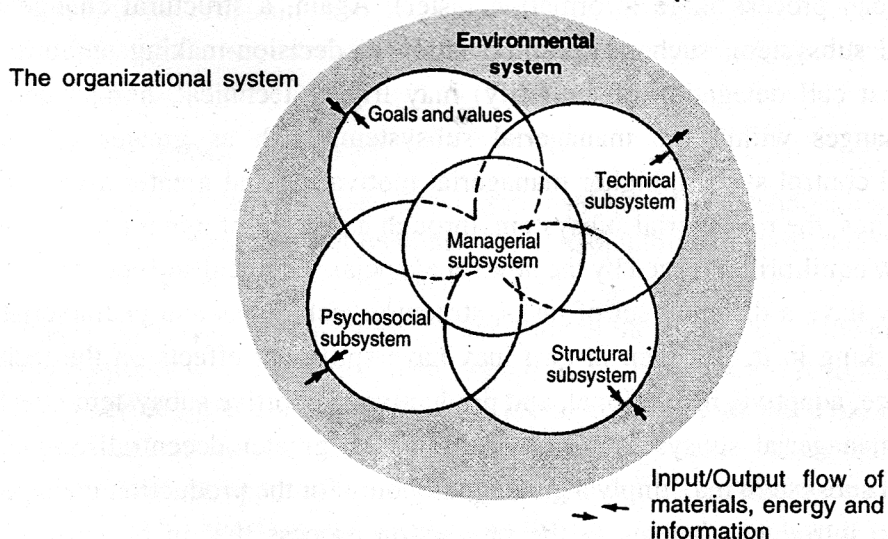 Environmental
system
The organizational system
Goals and values
Technical
subsystem
Managerial
subsystem
Psychosocial
subsystem
Structural
subsystem
Input/Output flow of
materials, energy and
information